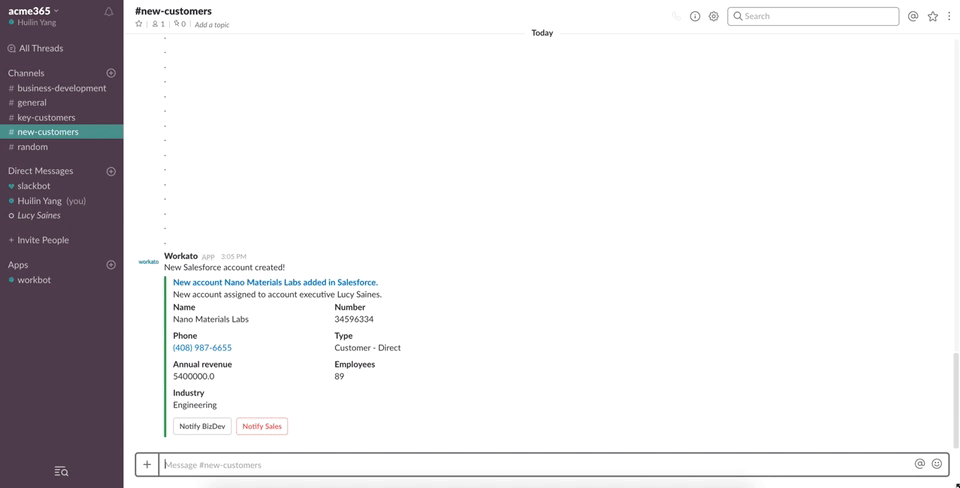 acme365
Huilin Yang
All Threads
Channels
# business-development
# general
# key-customers
# new-customers
# random
Direct Messages
slackbot
Huilin Yang (you)
Lucy Saines
+ Invite People
Apps
workbot
#new-customers
1 | 0 | Add a topic
Search
Today
workato
Workato APP 3:05 PM
New Salesforce account created!
New account Nano Materials Labs added in Salesforce.
New account assigned to account executive Lucy Saines.
Name Number
Nano Materials Labs 34596334
Phone Type
(408) 987-6655 Customer - Direct
Annual revenue Employees
5400000.0 89
Industry
Engineering
Notify BizDev Notify Sales
Message #new-customers